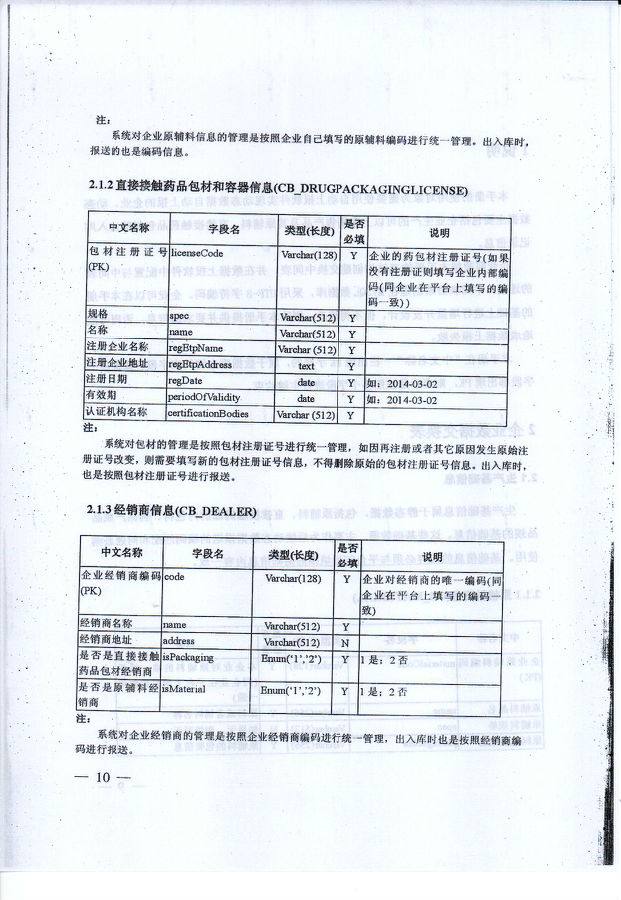 注：
系统对企业原辅料信息的管理是按照企业自己填写的原辅料编码进行统一管理。出入库时，
报送的也是编码信息。
2.1.2 直接接触药品包材和容器信息(CB_DRUGPACKAGINGLICENSE)
中文名称 字段名 类型(长度) 是否必填 说明
包材注册证号(PK) licenseCode Varchar(128) Y 企业的药包材注册证号(如果
没有注册证则填写企业内部编
码(同企业在平台上填写的编
码一致))
规格 spec Varchar(512) Y
名称 name Varchar(512) Y
注册企业名称 regEtpName Varchar (512) Y
注册企业地址 regEtpAddress text Y
注册日期 regDate date Y 如：2014-03-02
有效期 periodOfValidity date Y 如：2014-03-02
认证机构名称 certificationBodies Varchar (512) Y
注：
系统对包材的管理是按照包材注册证号进行统一管理，如因再注册或者其它原因发生原始注
册证号改变，则需要填写新的包材注册证号信息，不得删除原始的包材注册证号信息。出入库时，
也是按照包材注册证号进行报送。
2.1.3 经销商信息(CB_DEALER)
中文名称 字段名 类型(长度) 是否必填 说明
企业经销商编码(PK) code Varchar(128) Y 企业对经销商的唯一编码(同
企业在平台上填写的编码一
致)
经销商名称 name Varchar(512) Y
经销商地址 address Varchar(512) N
是否是直接接触药品包材经销商 isPackaging Enum(‘1’,’2’) Y 1 是；2 否
是否是原辅料经销商 isMaterial Enum(‘1’,’2’) Y 1 是；2 否
注：
系统对企业经销商的管理是按照企业经销商编码进行统一管理，出入库时也是按照经销商编
码进行报送。
— 10 —